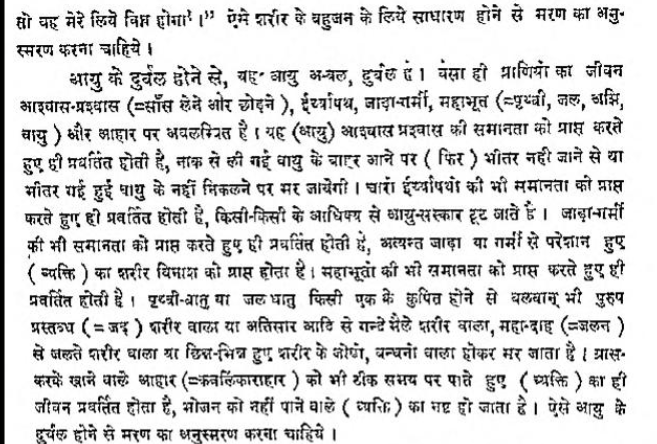 तो वह मेरे लिये विघ्न होगा¹।” ऐसे शरीर के बहुजन के लिये साधारण होने से मरण का अनु-
स्मरण करना चाहिये।
आयु के दुर्बल होने से, यह आयु अ-बल, दुर्बल है। वैसा ही प्राणियों का जीवन
आश्वास-प्रश्वास (=साँस लेने और छोड़ने), ईर्य्यापथ, जाड़ा-गर्मी, महाभूत (=पृथ्वी, जल, अग्नि,
वायु) और आहार पर अवलम्बित है। यह (आयु) आश्वास प्रश्वास की समानता को प्राप्त करते
हुए ही प्रवर्तित होती है, नाक से ली गई वायु के बाहर आने पर (फिर) भीतर नहीं जाने से या
भीतर गई हुई वायु के नहीं निकलने पर मर जायेगी। चारों ईर्य्यापथों की भी समानता को प्राप्त
करते हुए ही प्रवर्तित होती है, किसी-किसी के आधिपत्य से आयु-संस्कार टूट जाते हैं। जाड़ा-गर्मी
की भी समानता को प्राप्त करते हुए ही प्रवर्तित होती है, अत्यन्त जाड़ा या गर्मी से परेशान हुए
(व्यक्ति) का शरीर विनाश को प्राप्त होता है। महाभूतों की भी समानता को प्राप्त करते हुए ही
प्रवर्तित होती है। पृथ्वी-धातु या जल धातु किसी एक के कुपित होने से बलवान् भी पुरुष
प्रस्तब्ध (=जड़) शरीर वाला या अतिसार आदि से गन्दे मैले शरीर वाला, महा-दाह (=जलन)
से जलते शरीर वाला या छिन्न-भिन्न हुए शरीर के जोड़ों, बन्धनों वाला होकर मर जाता है। ग्रास-
करके खाने वाले आहार (=कवलिंकाराहार) को भी ठीक समय पर पाते हुए (व्यक्ति) का ही
जीवन प्रवर्तित होता है, भोजन को नहीं पाने वाले (व्यक्ति) का नष्ट हो जाता है। ऐसे आयु के
दुर्बल होने से मरण का अनुस्मरण करना चाहिये।